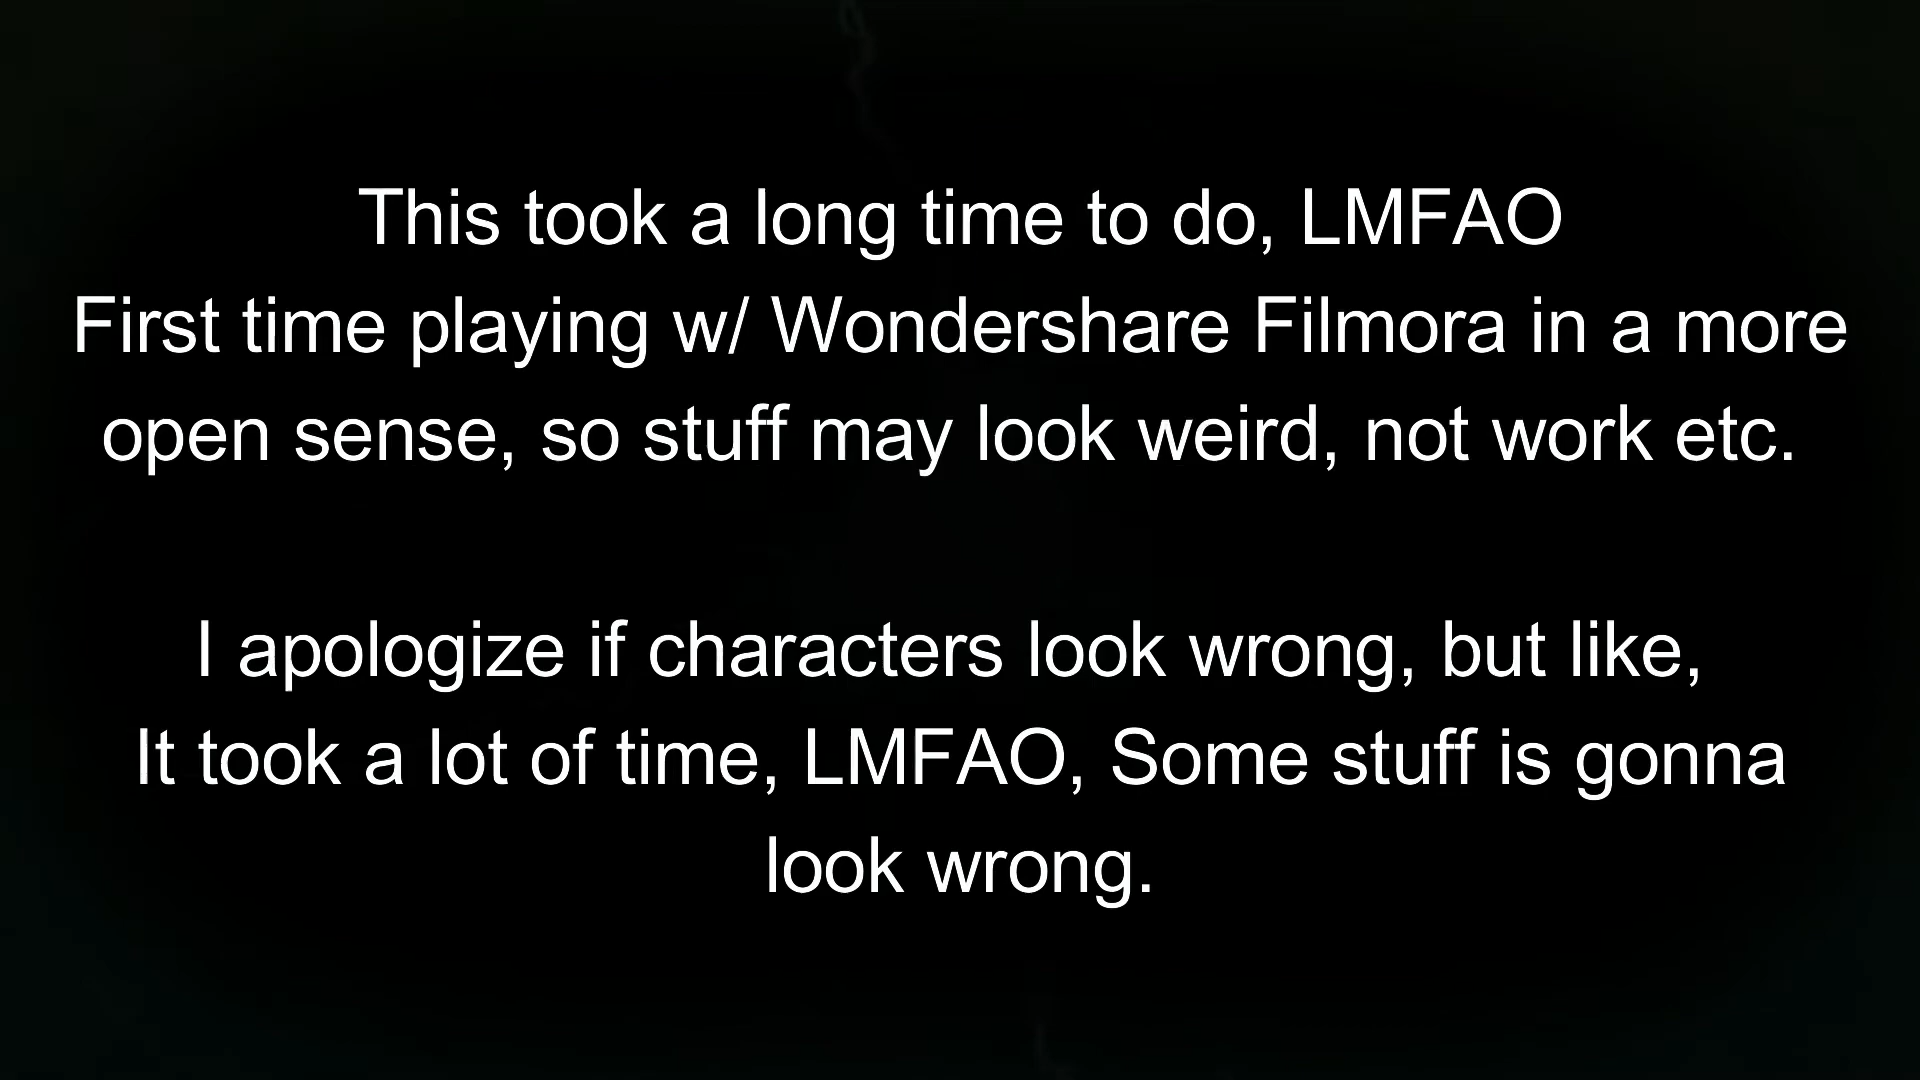 This took a long time to do, LMFAO
First time playing w/ Wondershare Filmora in a more
open sense, so stuff may look weird, not work etc.
I apologize if characters look wrong, but like,
It took a lot of time, LMFAO, Some stuff is gonna
look wrong.